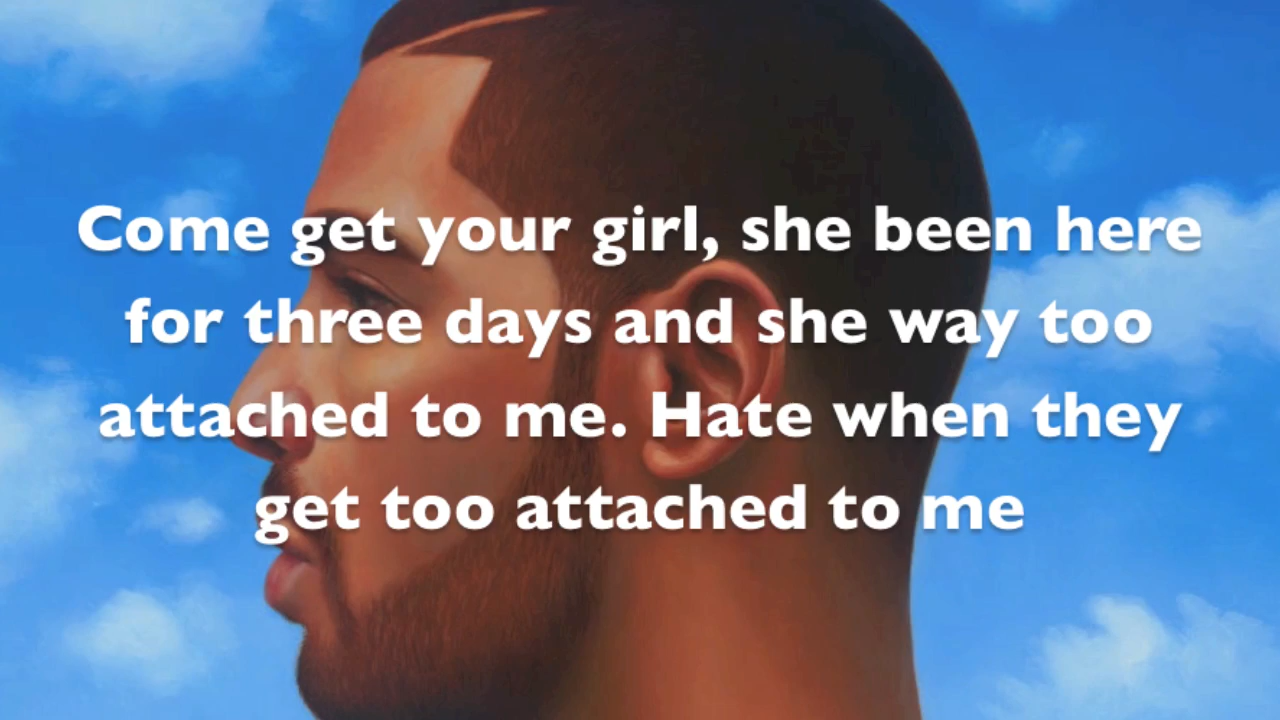 Come get your girl, she been here
for three days and she way too
attached to me. Hate when they
get too attached to me